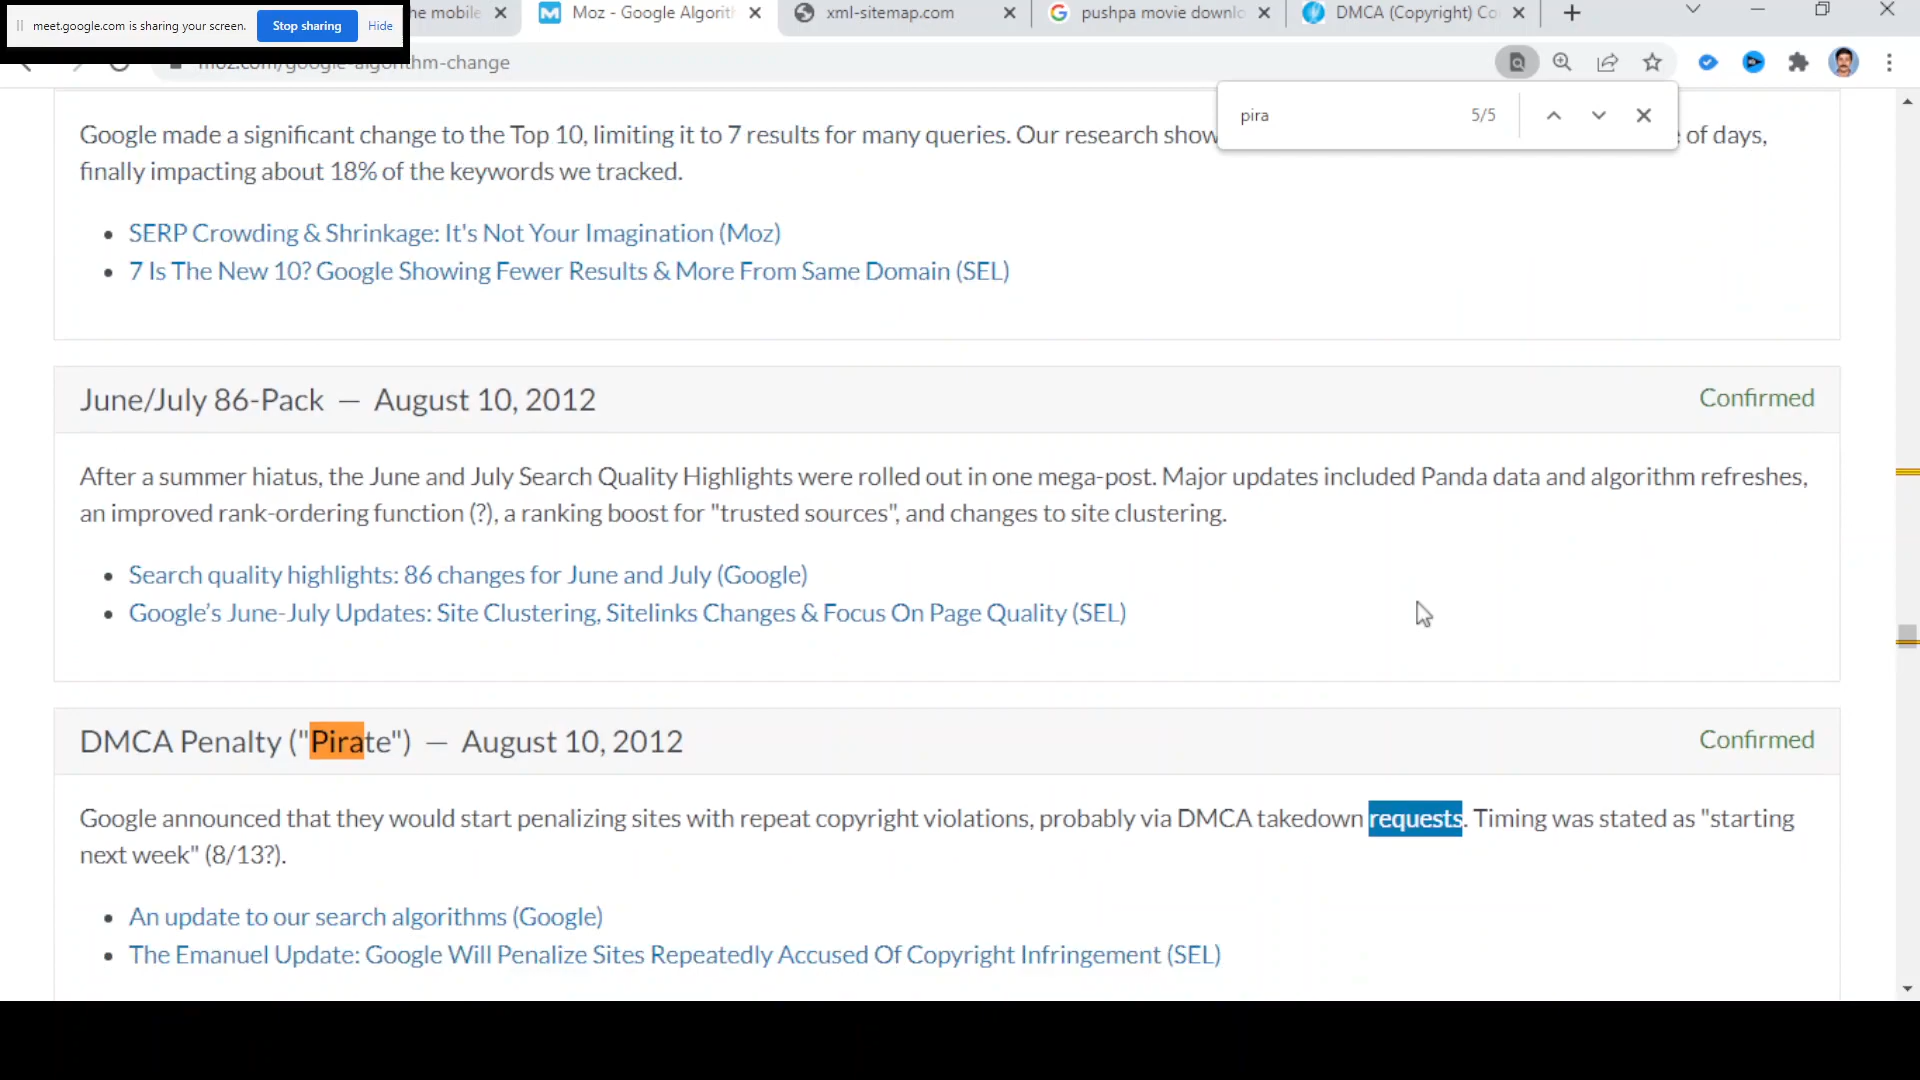 meet.google.com is sharing your screen. Stop sharing Hide
he mobile
Moz - Google Algorith
xml-sitemap.com
pushpa movie downlo
DMCA (Copyright) Co
moz.com/google-algorithm-change
pira 5/5
Google made a significant change to the Top 10, limiting it to 7 results for many queries. Our research show of days,
finally impacting about 18% of the keywords we tracked.
• SERP Crowding & Shrinkage: It's Not Your Imagination (Moz)
• 7 Is The New 10? Google Showing Fewer Results & More From Same Domain (SEL)
June/July 86-Pack — August 10, 2012 Confirmed
After a summer hiatus, the June and July Search Quality Highlights were rolled out in one mega-post. Major updates included Panda data and algorithm refreshes,
an improved rank-ordering function (?), a ranking boost for "trusted sources", and changes to site clustering.
• Search quality highlights: 86 changes for June and July (Google)
• Google’s June-July Updates: Site Clustering, Sitelinks Changes & Focus On Page Quality (SEL)
DMCA Penalty ("Pirate") — August 10, 2012 Confirmed
Google announced that they would start penalizing sites with repeat copyright violations, probably via DMCA takedown requests. Timing was stated as "starting
next week" (8/13?).
• An update to our search algorithms (Google)
• The Emanuel Update: Google Will Penalize Sites Repeatedly Accused Of Copyright Infringement (SEL)